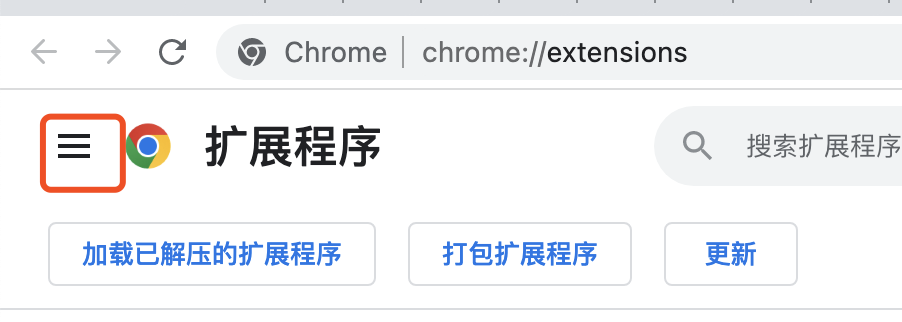 Chrome | chrome://extensions
扩展程序
搜索扩展程序
加载已解压的扩展程序
打包扩展程序
更新